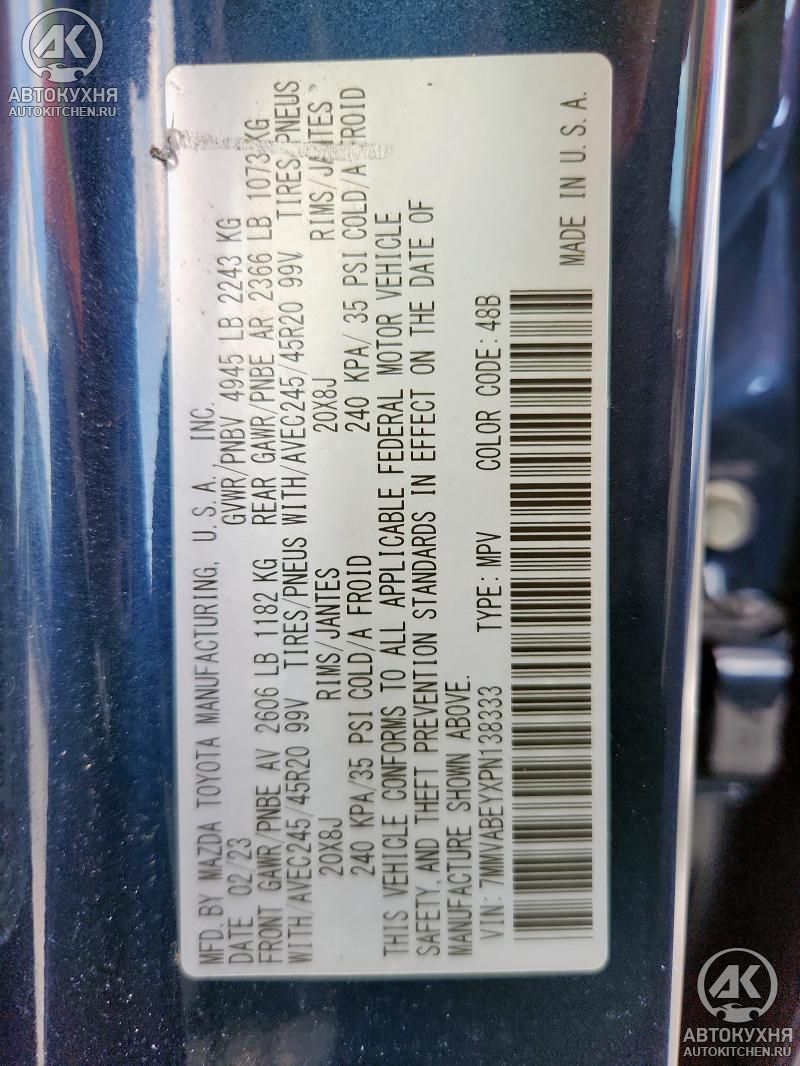 AK
АВТОКУХНЯ
AUTOKITCHEN.RU
MFD. BY MAZDA TOYOTA MANUFACTURING, U.S.A., INC.
DATE 02/23 GVWR/PNBV 4945 LB 2243 KG
FRONT GAWR/PNBE AV 2606 LB 1182 KG REAR GAWR/PNBE AR 2366 LB 1073 KG
WITH/AVEC245/45R20 99V TIRES/PNEUS WITH/AVEC245/45R20 99V TIRES/PNEUS
20X8J RIMS/JANTES 20X8J RIMS/JANTES
240 KPA/35 PSI COLD/A FROID 240 KPA/ 35 PSI COLD/A FROID
THIS VEHICLE CONFORMS TO ALL APPLICABLE FEDERAL MOTOR VEHICLE
SAFETY, AND THEFT PREVENTION STANDARDS IN EFFECT ON THE DATE OF
MANUFACTURE SHOWN ABOVE.
VIN: 7MMVABEYXPN138333 TYPE: MPV COLOR CODE: 48B
MADE IN U.S.A.
AK
АВТОКУХНЯ
AUTOKITCHEN.RU